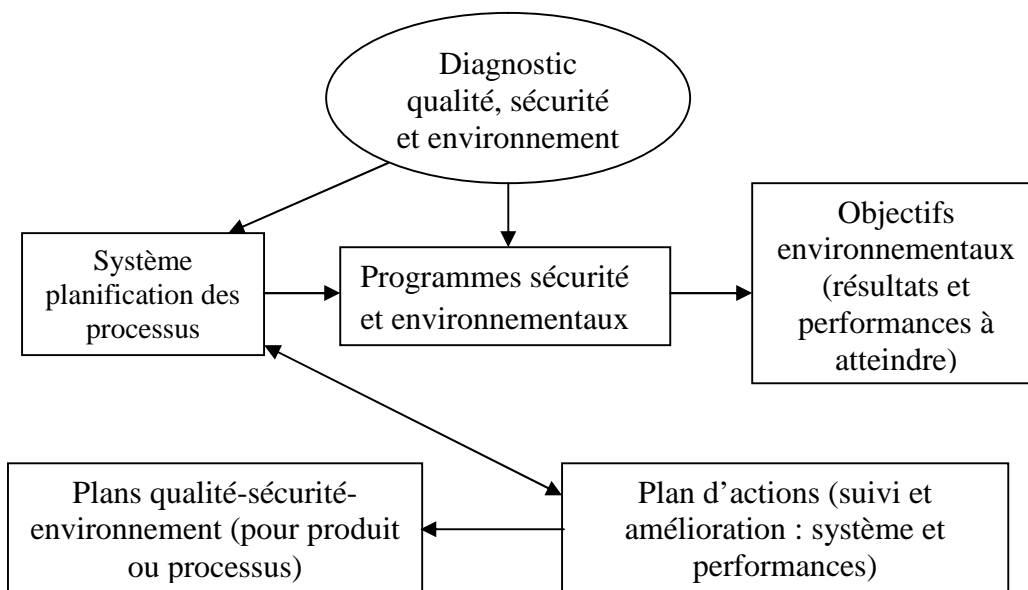 Diagnostic
qualité, sécurité
et environnement
Système
planification des
processus
Programmes sécurité
et environnementaux
Objectifs
environnementaux
(résultats et
performances à
atteindre)
Plans qualité-sécurité-
environnement (pour produit
ou processus)
Plan d’actions (suivi et
amélioration : système et
performances)